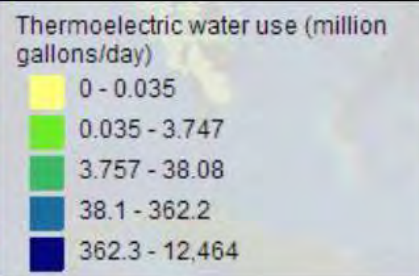 Thermoelectric water use (million
gallons/day)
0 - 0.035
0.035 - 3.747
3.757 - 38.08
38.1 - 362.2
362.3 - 12,464